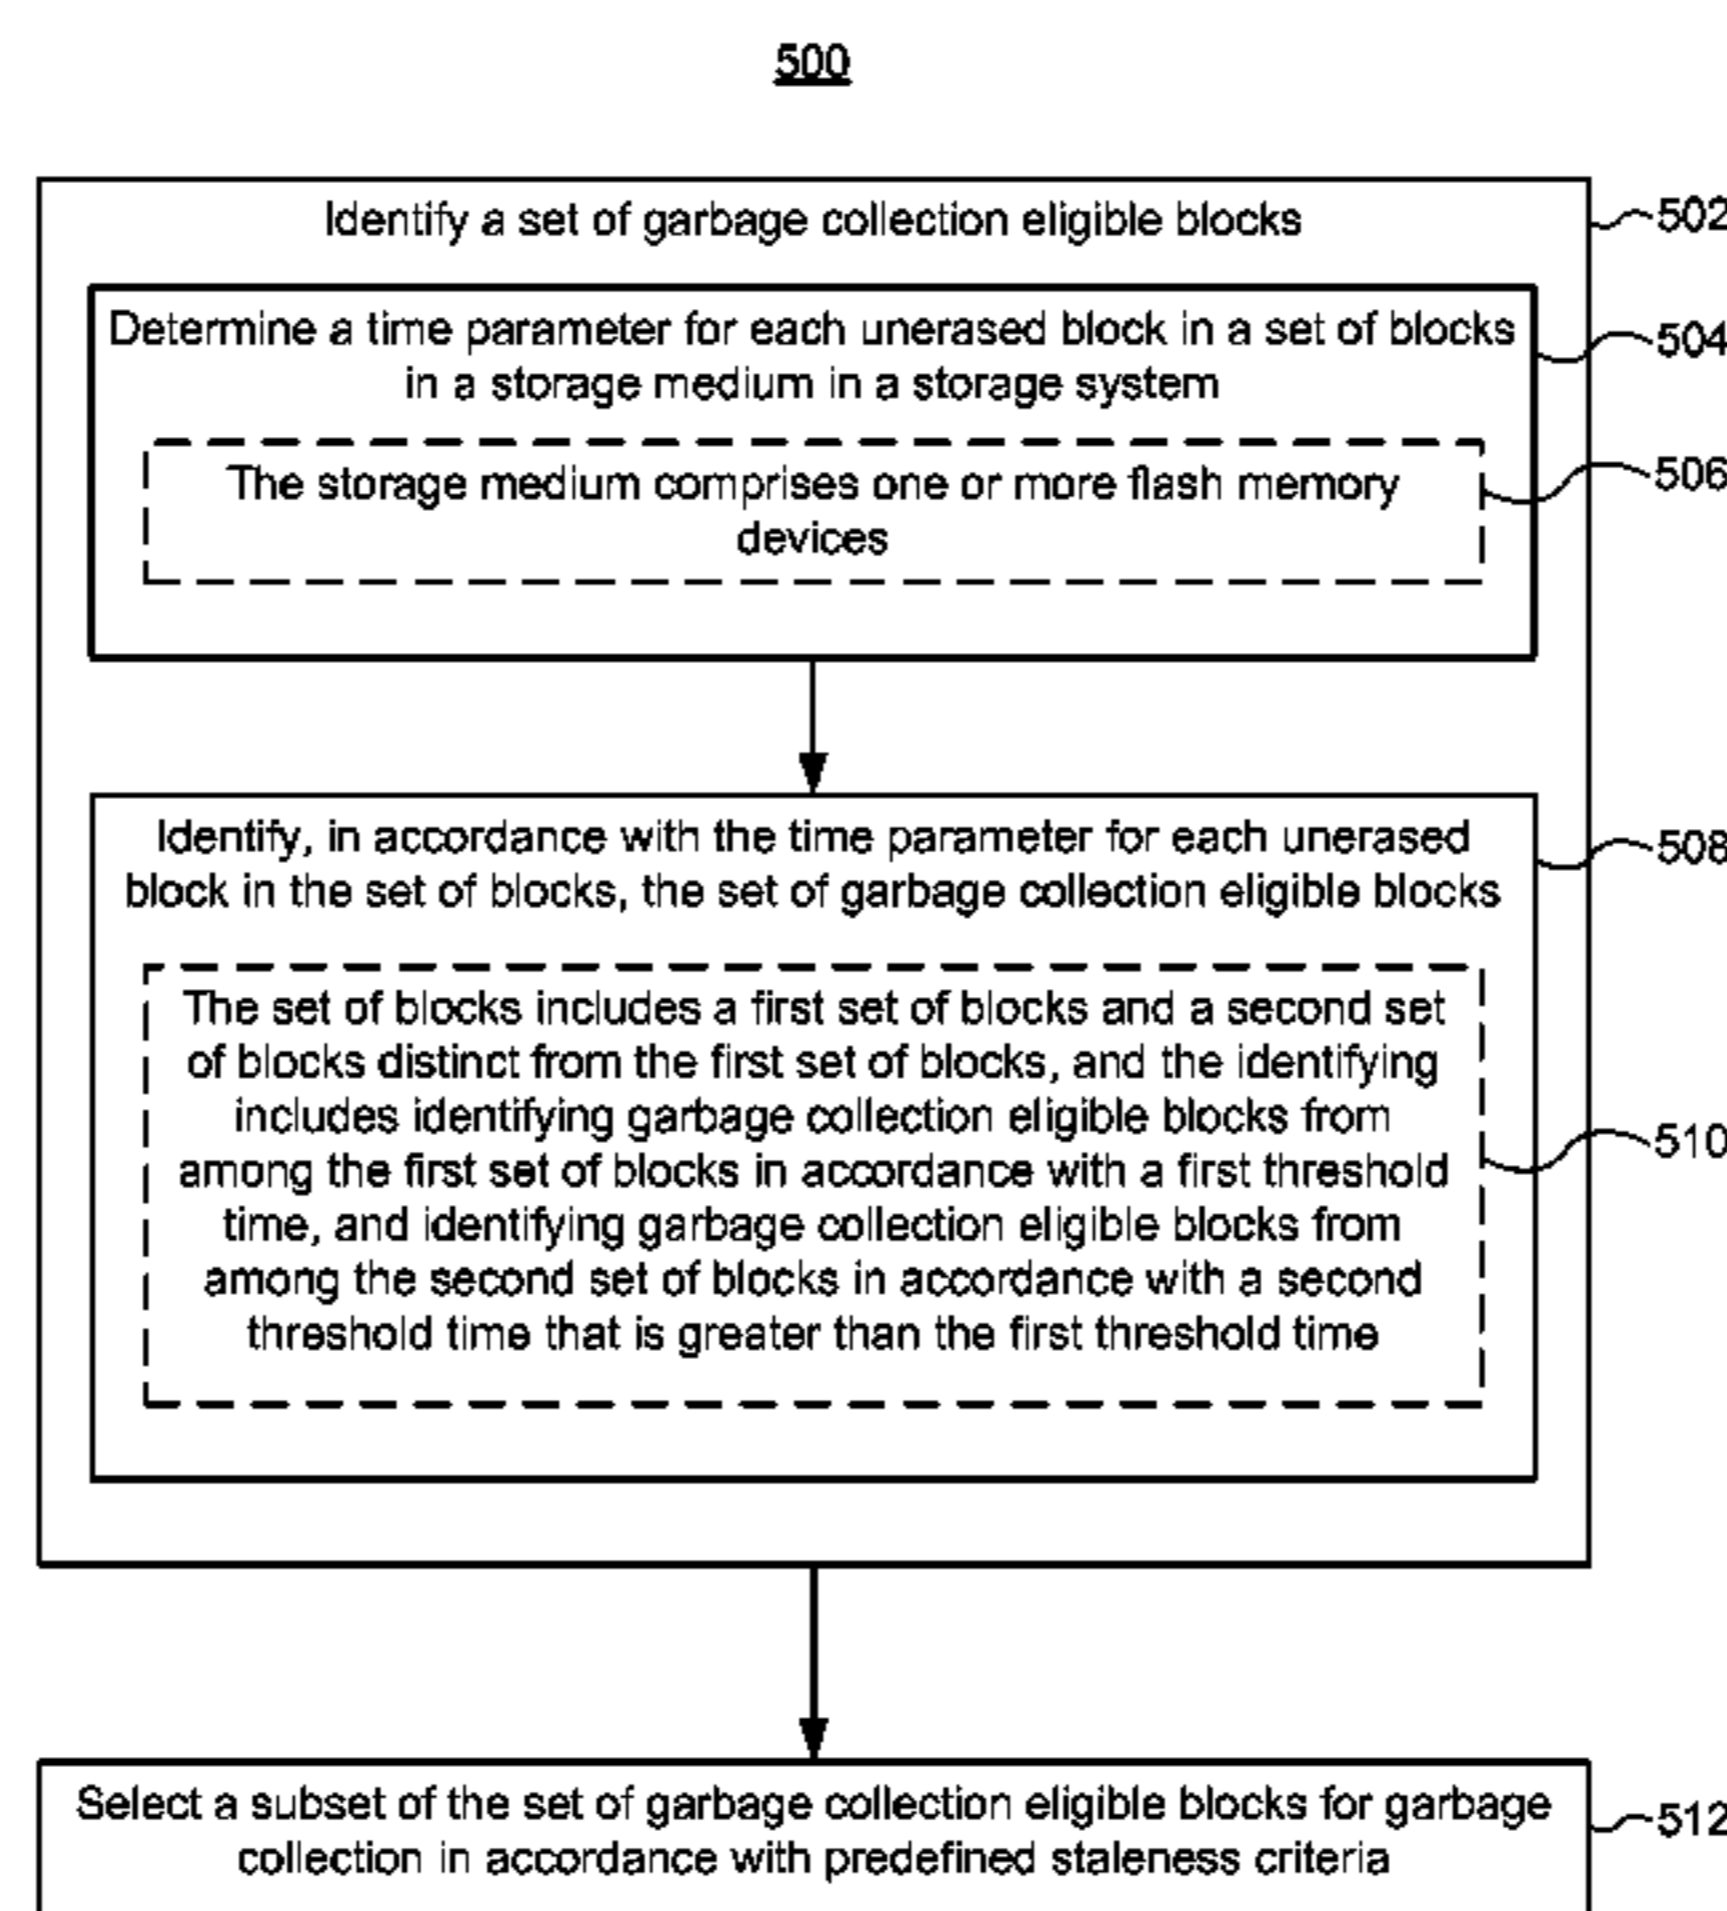 500
Identify a set of garbage collection eligible blocks
502
Determine a time parameter for each unerased block in a set of blocks
in a storage medium in a storage system
504
The storage medium comprises one or more flash memory
devices
506
Identify, in accordance with the time parameter for each unerased
block in the set of blocks, the set of garbage collection eligible blocks
508
The set of blocks includes a first set of blocks and a second set
of blocks distinct from the first set of blocks, and the identifying
includes identifying garbage collection eligible blocks from
among the first set of blocks in accordance with a first threshold
time, and identifying garbage collection eligible blocks from
among the second set of blocks in accordance with a second
threshold time that is greater than the first threshold time
510
Select a subset of the set of garbage collection eligible blocks for garbage
collection in accordance with predefined staleness criteria
512